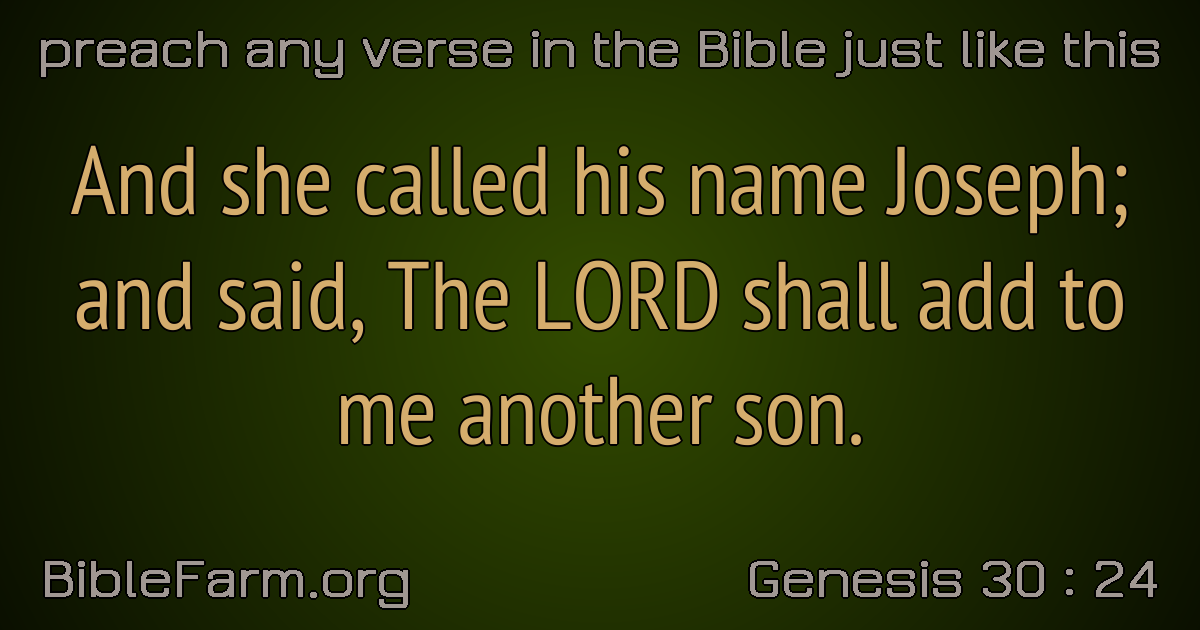 preach any verse in the Bible just like this
And she called his name Joseph;
and said, The LORD shall add to
me another son.
BibleFarm.org
Genesis 30 : 24